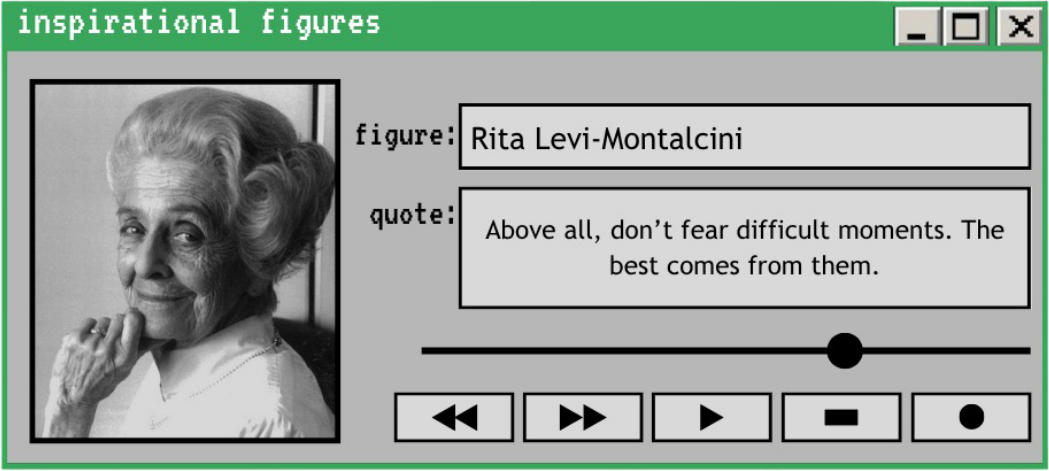 inspirational figures
figure: Rita Levi-Montalcini
quote: Above all, don’t fear difficult moments. The
best comes from them.